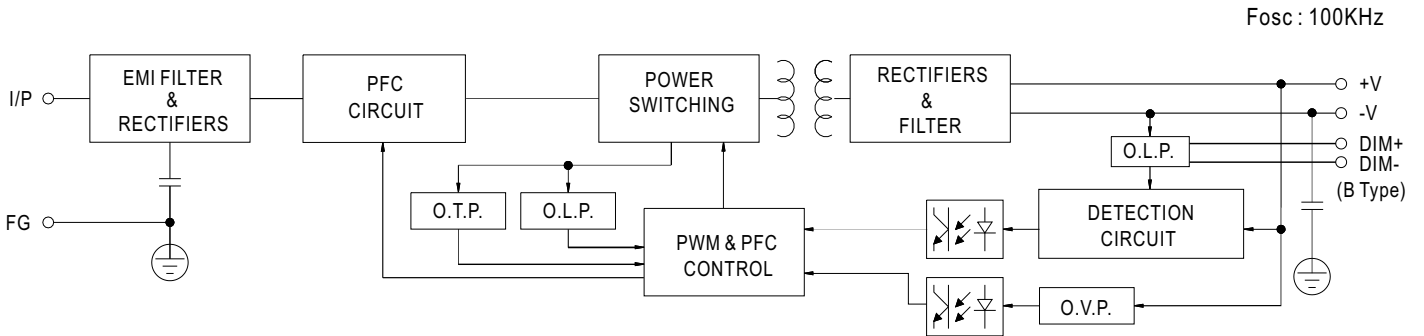 Fosc : 100KHz
I/P
EMI FILTER
&
RECTIFIERS
PFC
CIRCUIT
POWER
SWITCHING
RECTIFIERS
&
FILTER
+V
-V
DIM+
DIM-
(B Type)
O.L.P.
FG
O.T.P.
O.L.P.
PWM & PFC
CONTROL
DETECTION
CIRCUIT
O.V.P.